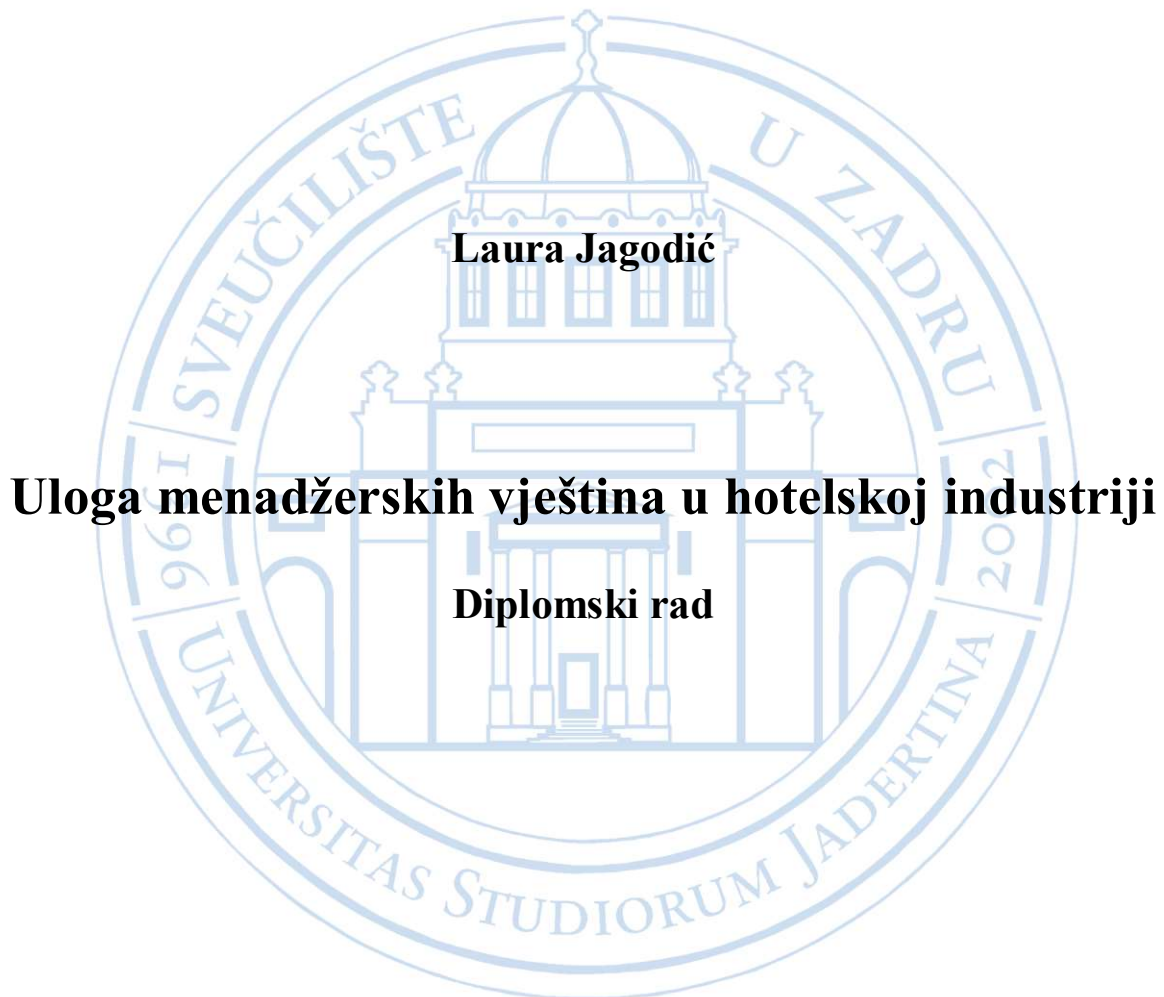 SVEUČILIŠTE U ZADRU
Laura Jagodić
Uloga menadžerskih vještina u hotelskoj industriji
1396
2002
Diplomski rad
UNIVERSITAS STUDIORUM JADERTINA